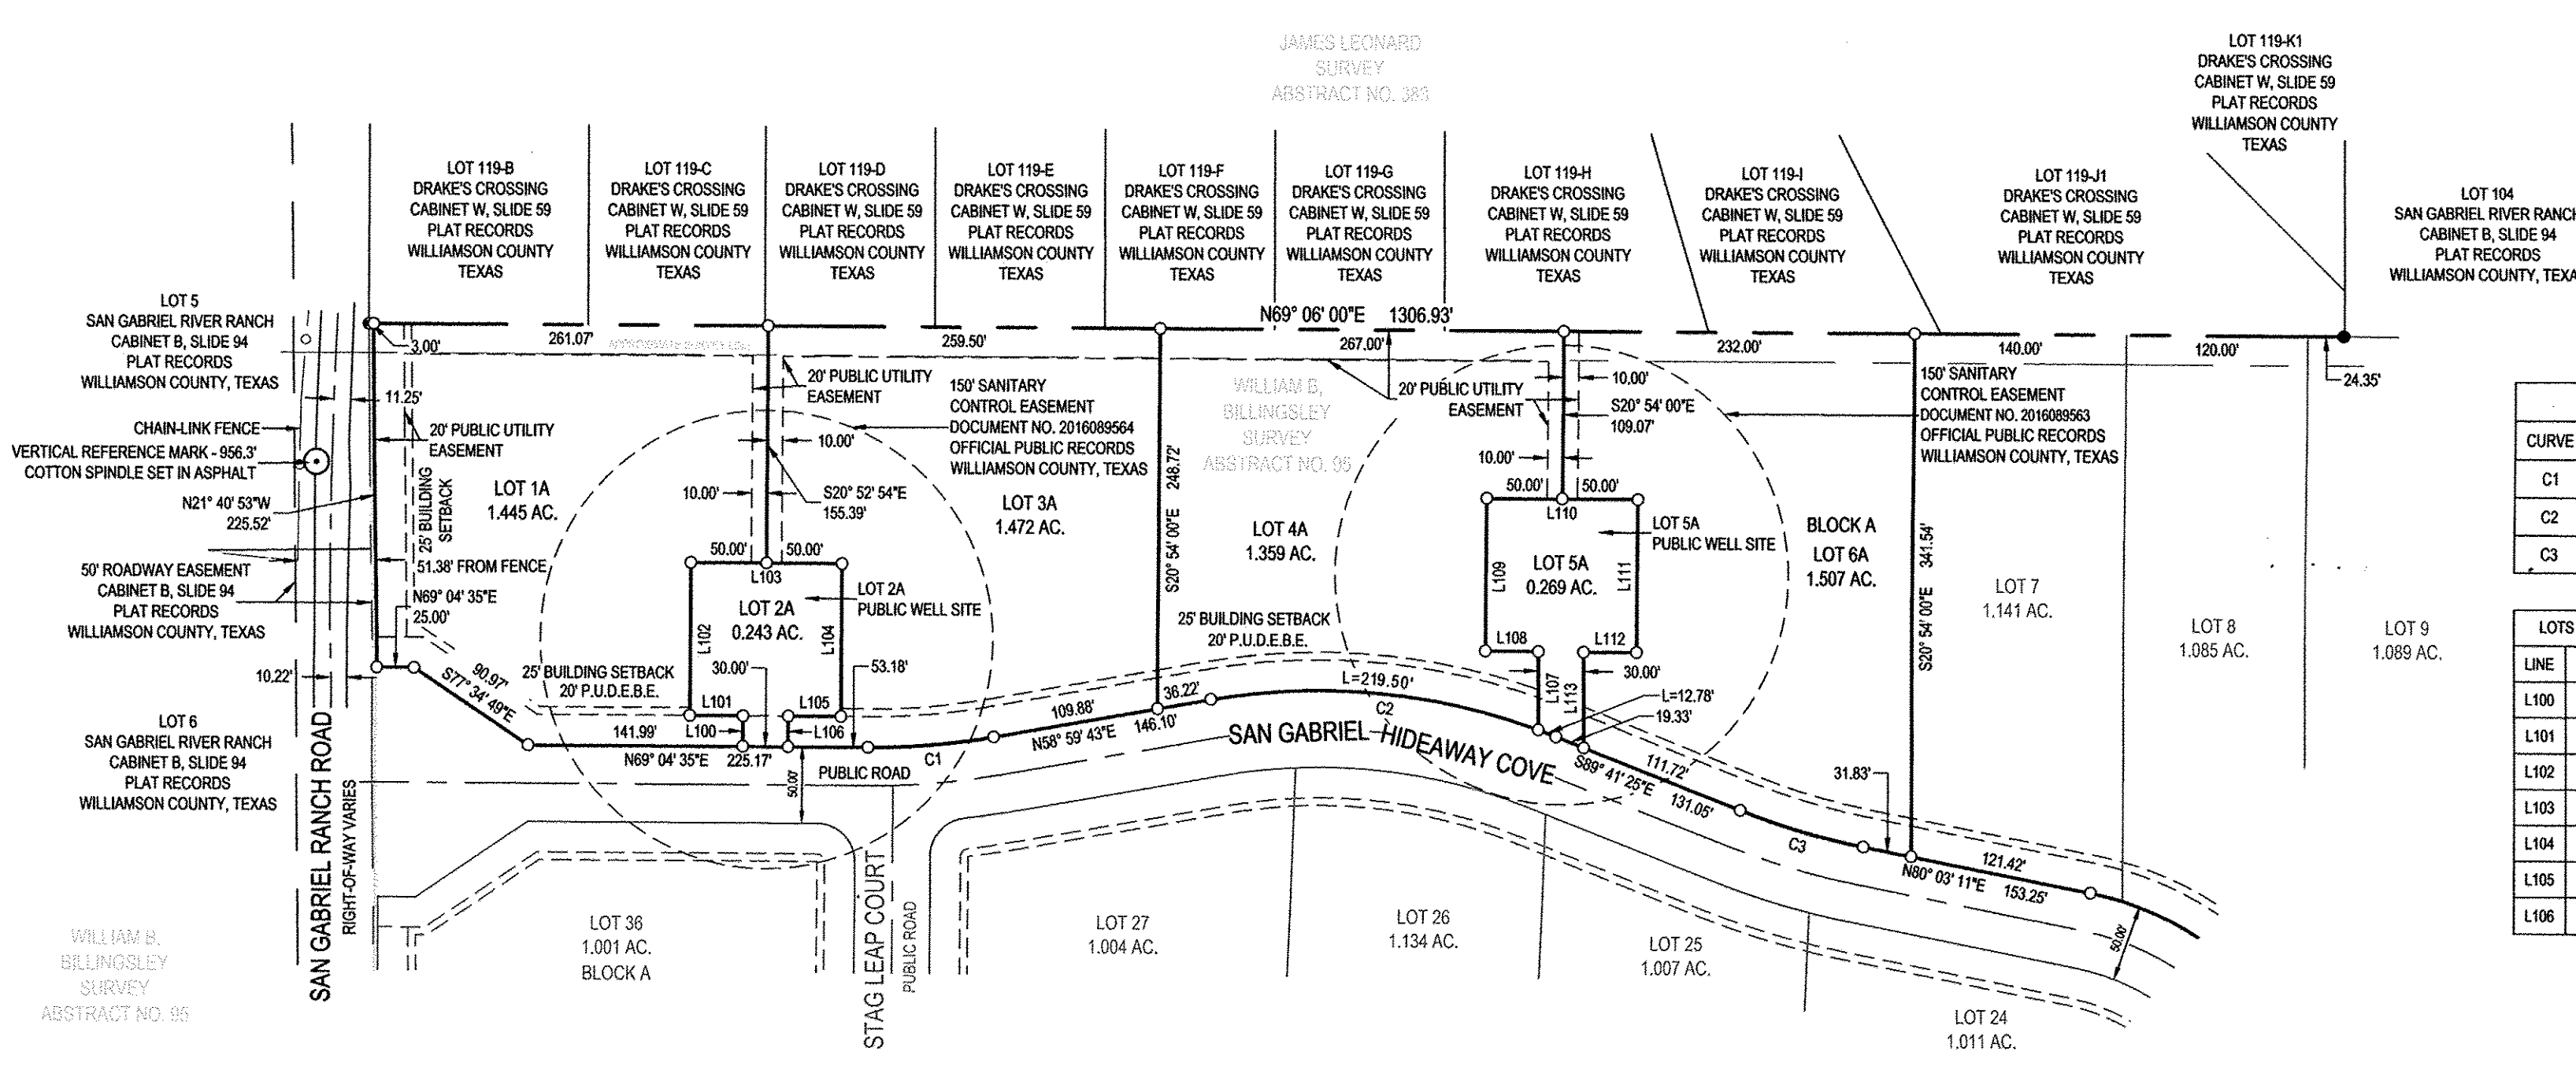 JAMES LEONARD
SURVEY
ABSTRACT NO. 383
LOT 119-K1
DRAKE'S CROSSING
CABINET W, SLIDE 59
PLAT RECORDS
WILLIAMSON COUNTY
TEXAS
LOT 119-B
DRAKE'S CROSSING
CABINET W, SLIDE 59
PLAT RECORDS
WILLIAMSON COUNTY
TEXAS
LOT 119-C
DRAKE'S CROSSING
CABINET W, SLIDE 59
PLAT RECORDS
WILLIAMSON COUNTY
TEXAS
LOT 119-D
DRAKE'S CROSSING
CABINET W, SLIDE 59
PLAT RECORDS
WILLIAMSON COUNTY
TEXAS
LOT 119-E
DRAKE'S CROSSING
CABINET W, SLIDE 59
PLAT RECORDS
WILLIAMSON COUNTY
TEXAS
LOT 119-F
DRAKE'S CROSSING
CABINET W, SLIDE 59
PLAT RECORDS
WILLIAMSON COUNTY
TEXAS
LOT 119-G
DRAKE'S CROSSING
CABINET W, SLIDE 59
PLAT RECORDS
WILLIAMSON COUNTY
TEXAS
LOT 119-H
DRAKE'S CROSSING
CABINET W, SLIDE 59
PLAT RECORDS
WILLIAMSON COUNTY
TEXAS
LOT 119-I
DRAKE'S CROSSING
CABINET W, SLIDE 59
PLAT RECORDS
WILLIAMSON COUNTY
TEXAS
LOT 119-J1
DRAKE'S CROSSING
CABINET W, SLIDE 59
PLAT RECORDS
WILLIAMSON COUNTY
TEXAS
LOT 104
SAN GABRIEL RIVER RANCH
CABINET B, SLIDE 94
PLAT RECORDS
WILLIAMSON COUNTY, TEXA
LOT 5
SAN GABRIEL RIVER RANCH
CABINET B, SLIDE 94
PLAT RECORDS
WILLIAMSON COUNTY, TEXAS
CHAIN-LINK FENCE
VERTICAL REFERENCE MARK - 956.3'
COTTON SPINDLE SET IN ASPHALT
N21° 40' 53"W
225.52'
50' ROADWAY EASEMENT
CABINET B, SLIDE 94
PLAT RECORDS
WILLIAMSON COUNTY, TEXAS
10.22'
LOT 6
SAN GABRIEL RIVER RANCH
CABINET B, SLIDE 94
PLAT RECORDS
WILLIAMSON COUNTY, TEXAS
WILLIAM B.
BILLINGSLEY
SURVEY
ABSTRACT NO. 95
SAN GABRIEL RANCH ROAD
RIGHT-OF-WAY VARIES
3.00'
11.25'
261.07'
259.50'
N69° 06' 00"E 1306.93'
267.00'
232.00'
140.00'
120.00'
24.35'
20' PUBLIC UTILITY
EASEMENT
25' BUILDING
SETBACK
LOT 1A
1.445 AC.
51.38' FROM FENCE
N69° 04' 35"E
25.00'
90.97'
S77° 34' 49"E
20' PUBLIC UTILITY
EASEMENT
10.00'
10.00'
S20° 52' 54"E
155.39'
150' SANITARY
CONTROL EASEMENT
DOCUMENT NO. 2016089564
OFFICIAL PUBLIC RECORDS
WILLIAMSON COUNTY, TEXAS
LOT 3A
1.472 AC.
50.00' 50.00'
L103
LOT 2A
0.243 AC.
LOT 2A
PUBLIC WELL SITE
L102
L104
25' BUILDING SETBACK
20' P.U.D.E.B.E.
30.00'
53.18'
L101
L105
L100
L106
141.99'
N69° 04' 35"E 225.17'
C1
PUBLIC ROAD
50.00'
109.88'
N58° 59' 43"E
146.10'
36.22'
S20° 54' 00"E 248.72'
WILLIAM B,
BILLINGSLEY
SURVEY
ABSTRACT NO. 95
LOT 4A
1.359 AC.
25' BUILDING SETBACK
20' P.U.D.E.B.E.
L=219.50'
C2
20' PUBLIC UTILITY
EASEMENT
10.00'
S20° 54' 00"E
109.07'
10.00'
50.00' 50.00'
L110
LOT 5A
0.269 AC.
LOT 5A
PUBLIC WELL SITE
L109
L111
L108
L112
30.00'
L107
L113
L=12.78'
19.33'
150' SANITARY
CONTROL EASEMENT
DOCUMENT NO. 2016089563
OFFICIAL PUBLIC RECORDS
WILLIAMSON COUNTY, TEXAS
BLOCK A
LOT 6A
1.507 AC.
S20° 54' 00"E 341.54'
LOT 7
1.141 AC.
LOT 8
1.085 AC.
LOT 9
1.089 AC.
SAN GABRIEL HIDEAWAY COVE
111.72'
S89° 41' 25"E
131.05'
31.83'
C3
121.42'
N80° 03' 11"E
153.25'
50.00'
STAG LEAP COURT
PUBLIC ROAD
LOT 36
1.001 AC.
BLOCK A
LOT 27
1.004 AC.
LOT 26
1.134 AC.
LOT 25
1.007 AC.
LOT 24
1.011 AC.
CURVE
C1
C2
C3
LOTS
LINE
L100
L101
L102
L103
L104
L105
L106